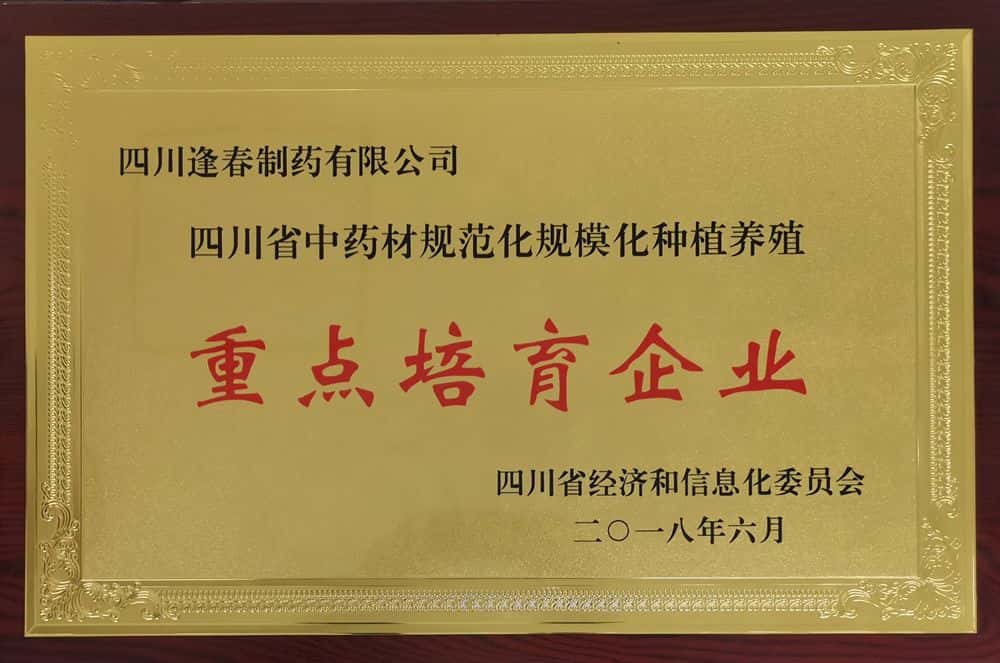 四川逢春制药有限公司
四川省中药材规范化规模化种植养殖
重点培育企业
四川省经济和信息化委员会
二〇一八年六月